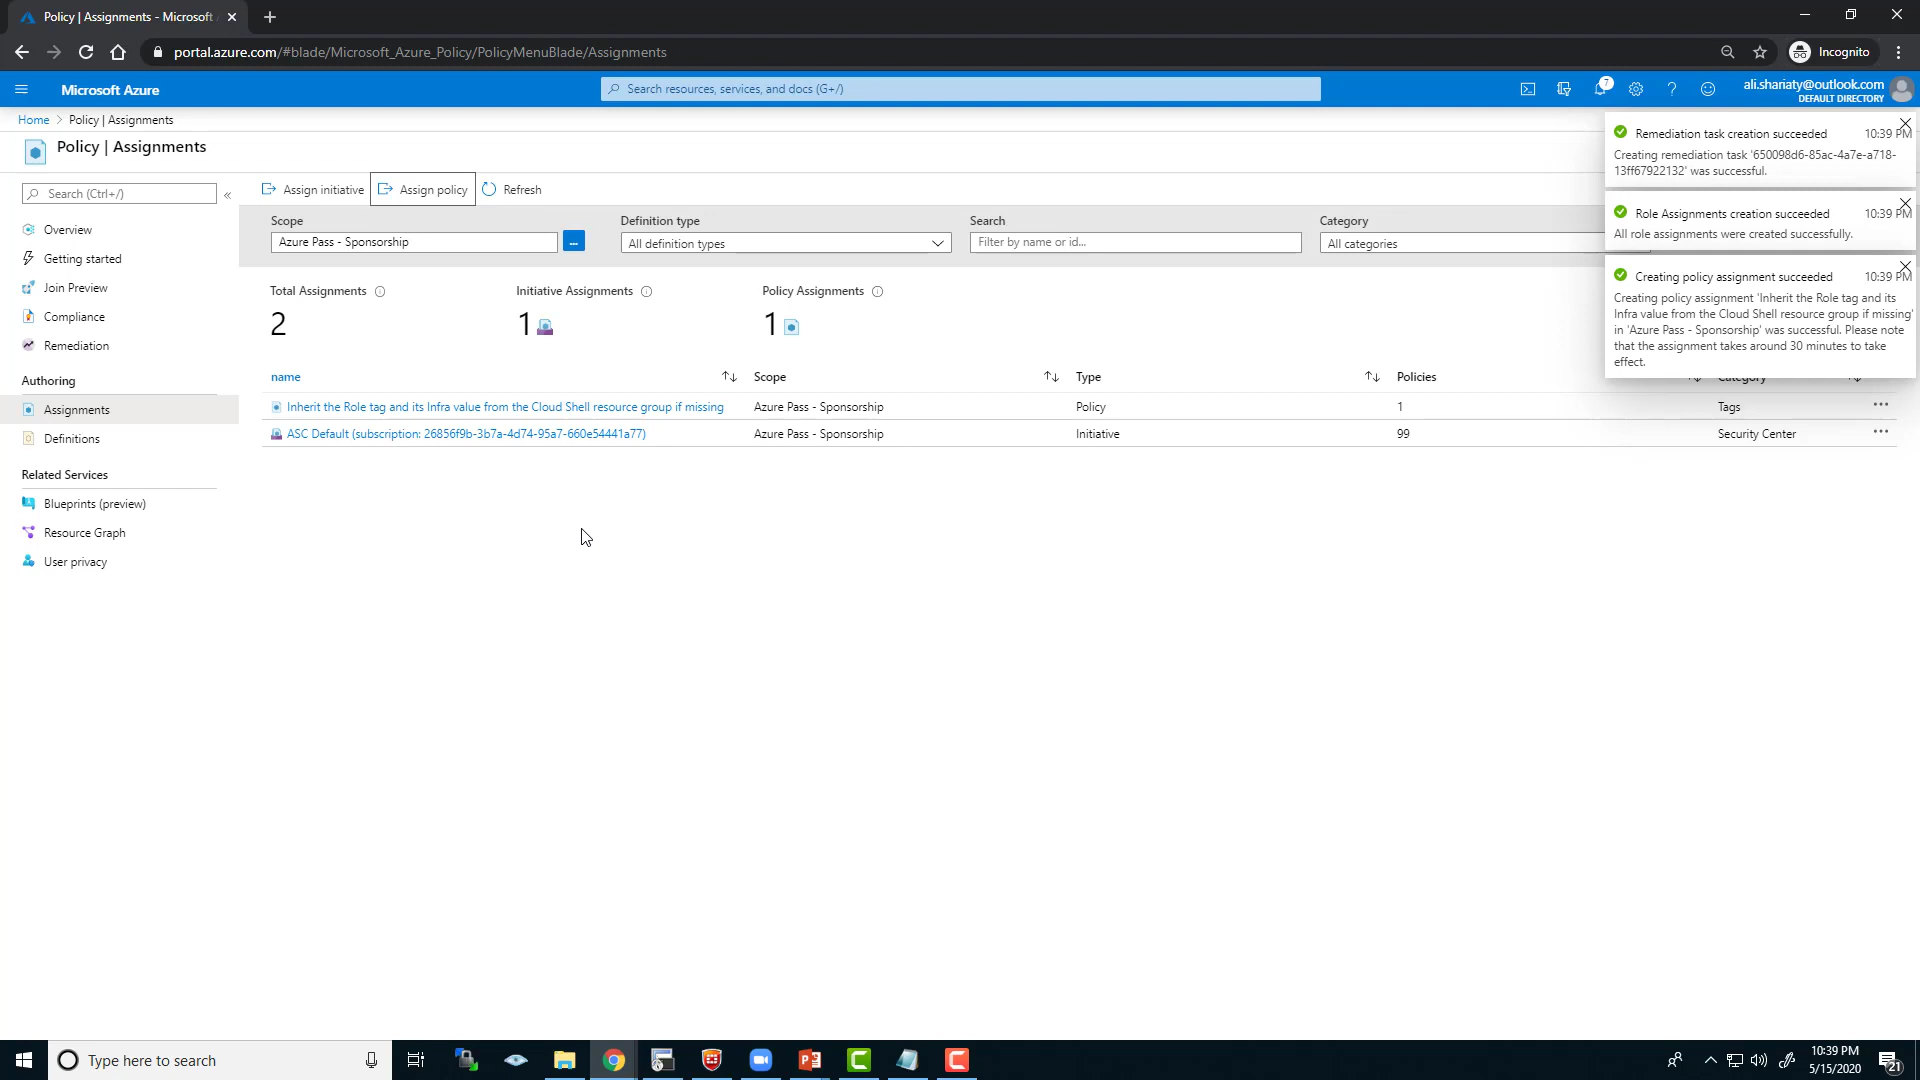 Policy | Assignments - Microsoft
portal.azure.com/#blade/Microsoft_Azure_Policy/PolicyMenuBlade/Assignments
Incognito
Microsoft Azure
Search resources, services, and docs (G+/)
7
ali.shariaty@outlook.com
DEFAULT DIRECTORY
Home > Policy | Assignments
Policy | Assignments
Search (Ctrl+/)
«
Overview
Getting started
Join Preview
Compliance
Remediation
Authoring
Assignments
Definitions
Related Services
Blueprints (preview)
Resource Graph
User privacy
Assign initiative
Assign policy
Refresh
Scope
Azure Pass - Sponsorship
...
Definition type
All definition types
Search
Filter by name or id...
Category
All categories
Total Assignments
2
Initiative Assignments
1
Policy Assignments
1
name Scope Type Policies Category
Inherit the Role tag and its Infra value from the Cloud Shell resource group if missing Azure Pass - Sponsorship Policy 1 Tags ...
ASC Default (subscription: 26856f9b-3b7a-4d74-95a7-660e54441a77) Azure Pass - Sponsorship Initiative 99 Security Center ...
Remediation task creation succeeded 10:39 PM
Creating remediation task '650098d6-85ac-4a7e-a718-
13ff67922132' was successful.
Role Assignments creation succeeded 10:39 PM
All role assignments were created successfully.
Creating policy assignment succeeded 10:39 PM
Creating policy assignment 'Inherit the Role tag and its
Infra value from the Cloud Shell resource group if missing'
in 'Azure Pass - Sponsorship' was successful. Please note
that the assignment takes around 30 minutes to take
effect.
Type here to search
10:39 PM
5/15/2020
21